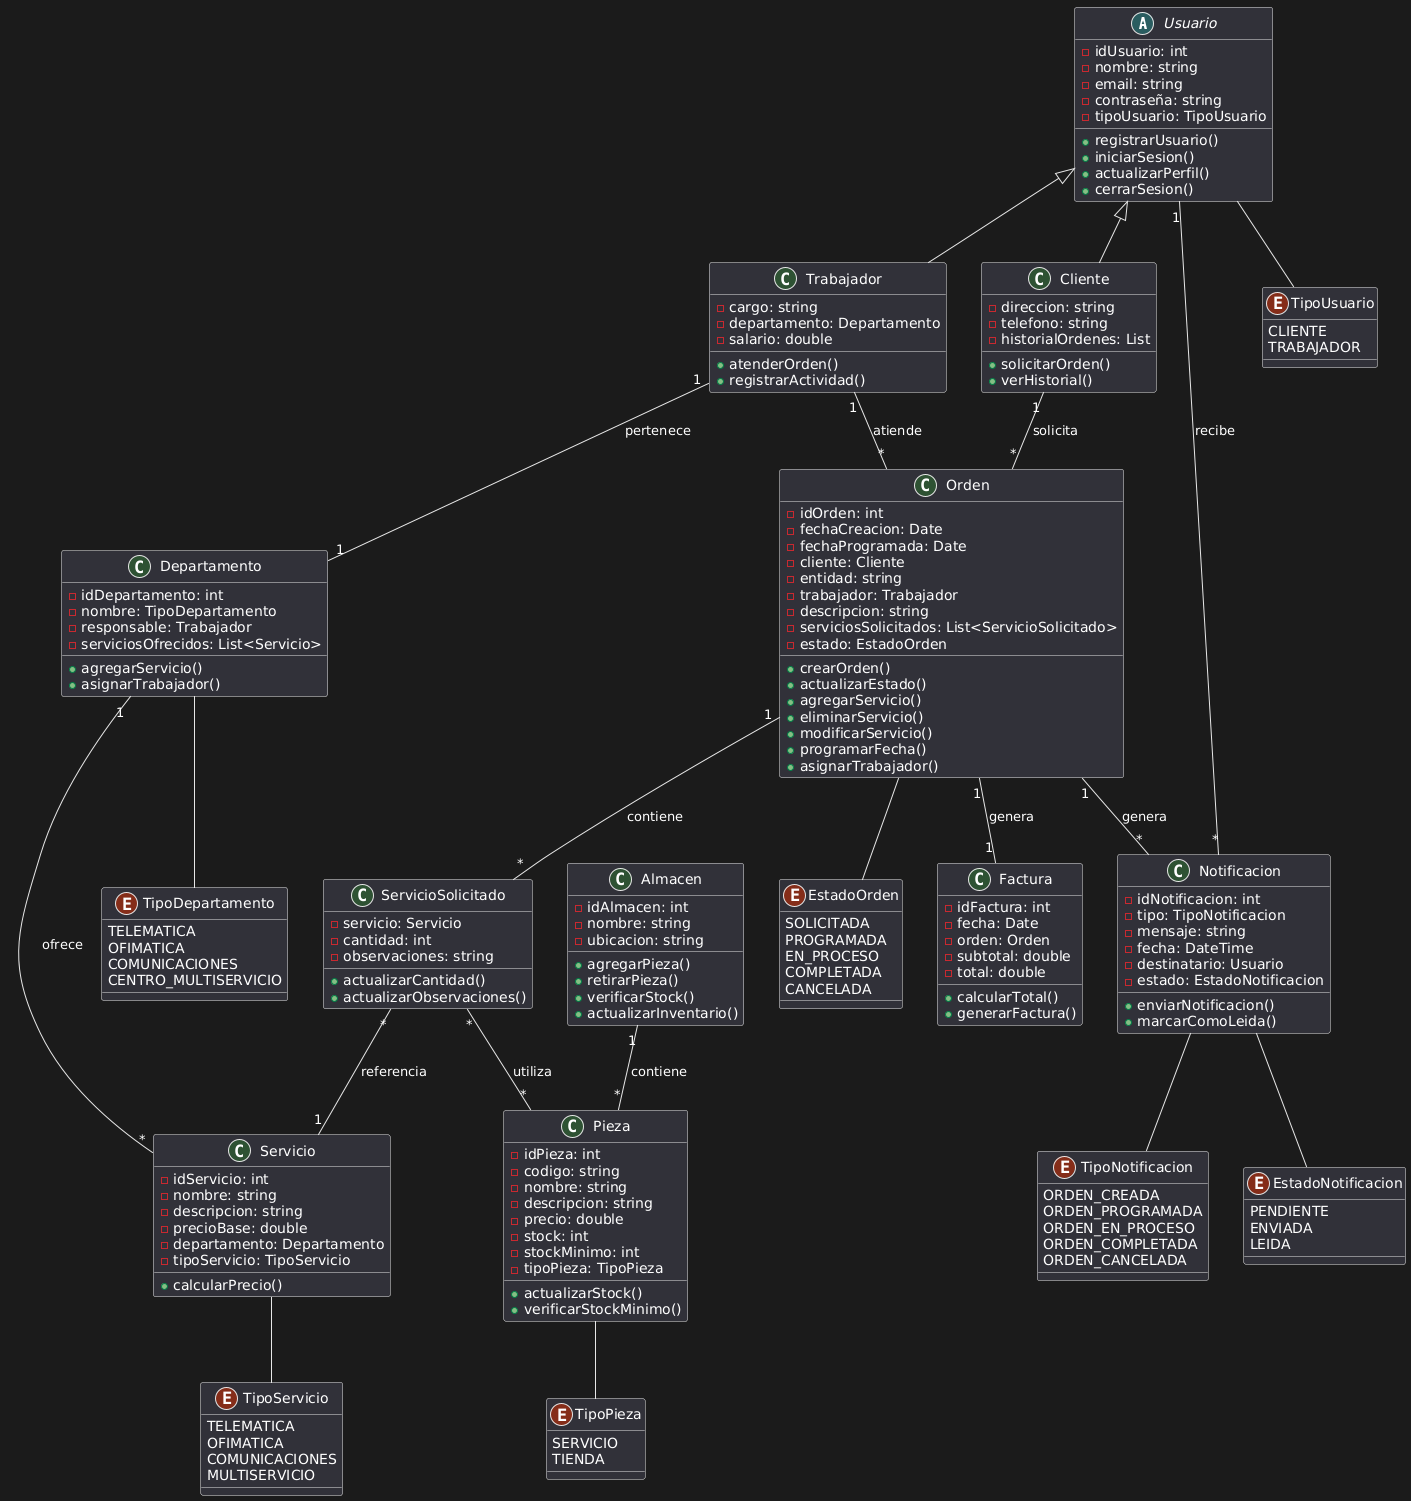 A Usuario
idUsuario: int
nombre: string
email: string
contraseña: string
tipoUsuario: TipoUsuario
registrarUsuario()
iniciarSesion()
actualizarPerfil()
cerrarSesion()
1
C Trabajador
cargo: string
departamento: Departamento
salario: double
atenderOrden()
registrarActividad()
C Cliente
direccion: string
telefono: string
historialOrdenes: List
solicitarOrden()
verHistorial()
E TipoUsuario
CLIENTE
TRABAJADOR
1
pertenece
1
1
atiende
*
1
solicita
*
recibe
*
C Orden
idOrden: int
fechaCreacion: Date
fechaProgramada: Date
cliente: Cliente
entidad: string
trabajador: Trabajador
descripcion: string
serviciosSolicitados: List<ServicioSolicitado>
estado: EstadoOrden
crearOrden()
actualizarEstado()
agregarServicio()
eliminarServicio()
modificarServicio()
programarFecha()
asignarTrabajador()
C Departamento
idDepartamento: int
nombre: TipoDepartamento
responsable: Trabajador
serviciosOfrecidos: List<Servicio>
agregarServicio()
asignarTrabajador()
1
ofrece
*
1
contiene
*
1
genera
1
1
genera
*
E TipoDepartamento
TELEMATICA
OFIMATICA
COMUNICACIONES
CENTRO_MULTISERVICIO
C ServicioSolicitado
servicio: Servicio
cantidad: int
observaciones: string
actualizarCantidad()
actualizarObservaciones()
C Almacen
idAlmacen: int
nombre: string
ubicacion: string
agregarPieza()
retirarPieza()
verificarStock()
actualizarInventario()
E EstadoOrden
SOLICITADA
PROGRAMADA
EN_PROCESO
COMPLETADA
CANCELADA
C Factura
idFactura: int
fecha: Date
orden: Orden
subtotal: double
total: double
calcularTotal()
generarFactura()
C Notificacion
idNotificacion: int
tipo: TipoNotificacion
mensaje: string
fecha: DateTime
destinatario: Usuario
estado: EstadoNotificacion
enviarNotificacion()
marcarComoLeida()
*
referencia
1
*
utiliza
*
1
contiene
*
C Servicio
idServicio: int
nombre: string
descripcion: string
precioBase: double
departamento: Departamento
tipoServicio: TipoServicio
calcularPrecio()
C Pieza
idPieza: int
codigo: string
nombre: string
descripcion: string
precio: double
stock: int
stockMinimo: int
tipoPieza: TipoPieza
actualizarStock()
verificarStockMinimo()
E TipoNotificacion
ORDEN_CREADA
ORDEN_PROGRAMADA
ORDEN_EN_PROCESO
ORDEN_COMPLETADA
ORDEN_CANCELADA
E EstadoNotificacion
PENDIENTE
ENVIADA
LEIDA
E TipoServicio
TELEMATICA
OFIMATICA
COMUNICACIONES
MULTISERVICIO
E TipoPieza
SERVICIO
TIENDA